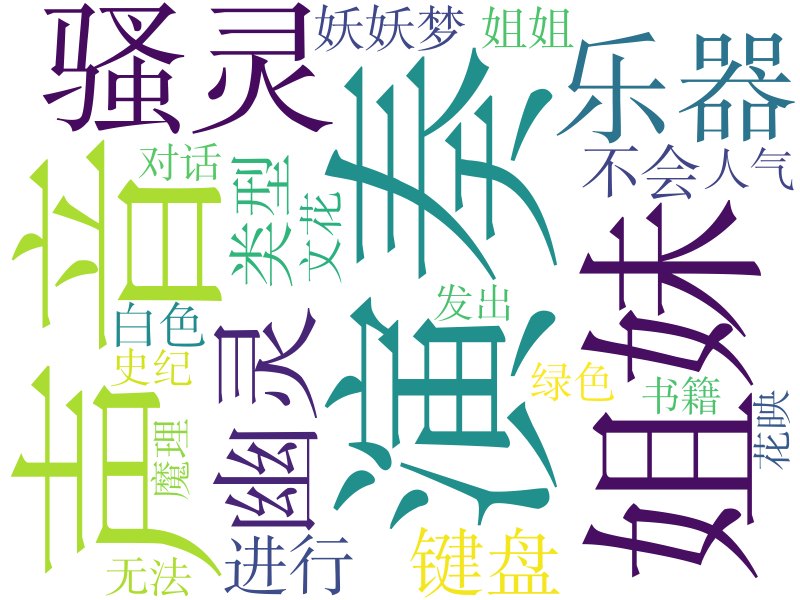 骚灵
妖妖梦
姐姐
乐器
演奏
声音
对话
类型
文花
不会
人气
姐妹
幽灵
白色
史纪
魔理
发出
绿色
书籍
花映
无法
进行
键盘